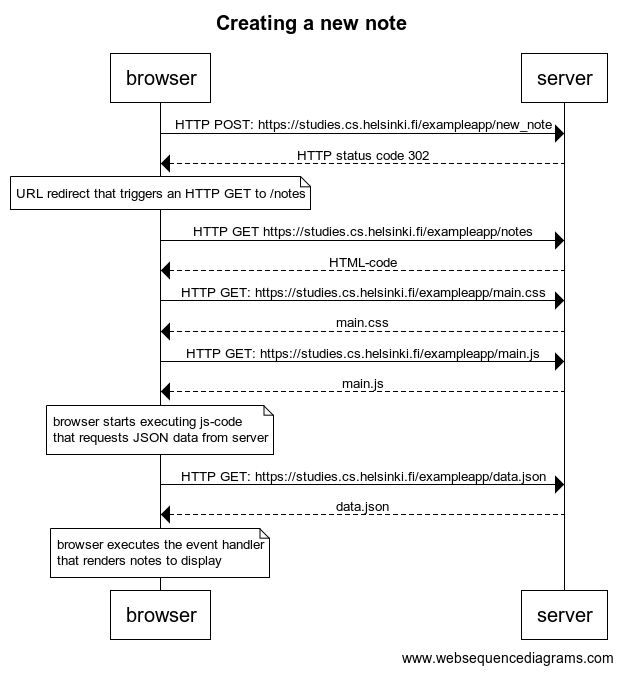 Creating a new note
browser
server
HTTP POST: https://studies.cs.helsinki.fi/exampleapp/new_note
HTTP status code 302
URL redirect that triggers an HTTP GET to /notes
HTTP GET https://studies.cs.helsinki.fi/exampleapp/notes
HTML-code
HTTP GET: https://studies.cs.helsinki.fi/exampleapp/main.css
main.css
HTTP GET: https://studies.cs.helsinki.fi/exampleapp/main.js
main.js
browser starts executing js-code
that requests JSON data from server
HTTP GET: https://studies.cs.helsinki.fi/exampleapp/data.json
data.json
browser executes the event handler
that renders notes to display
browser
server
www.websequencediagrams.com